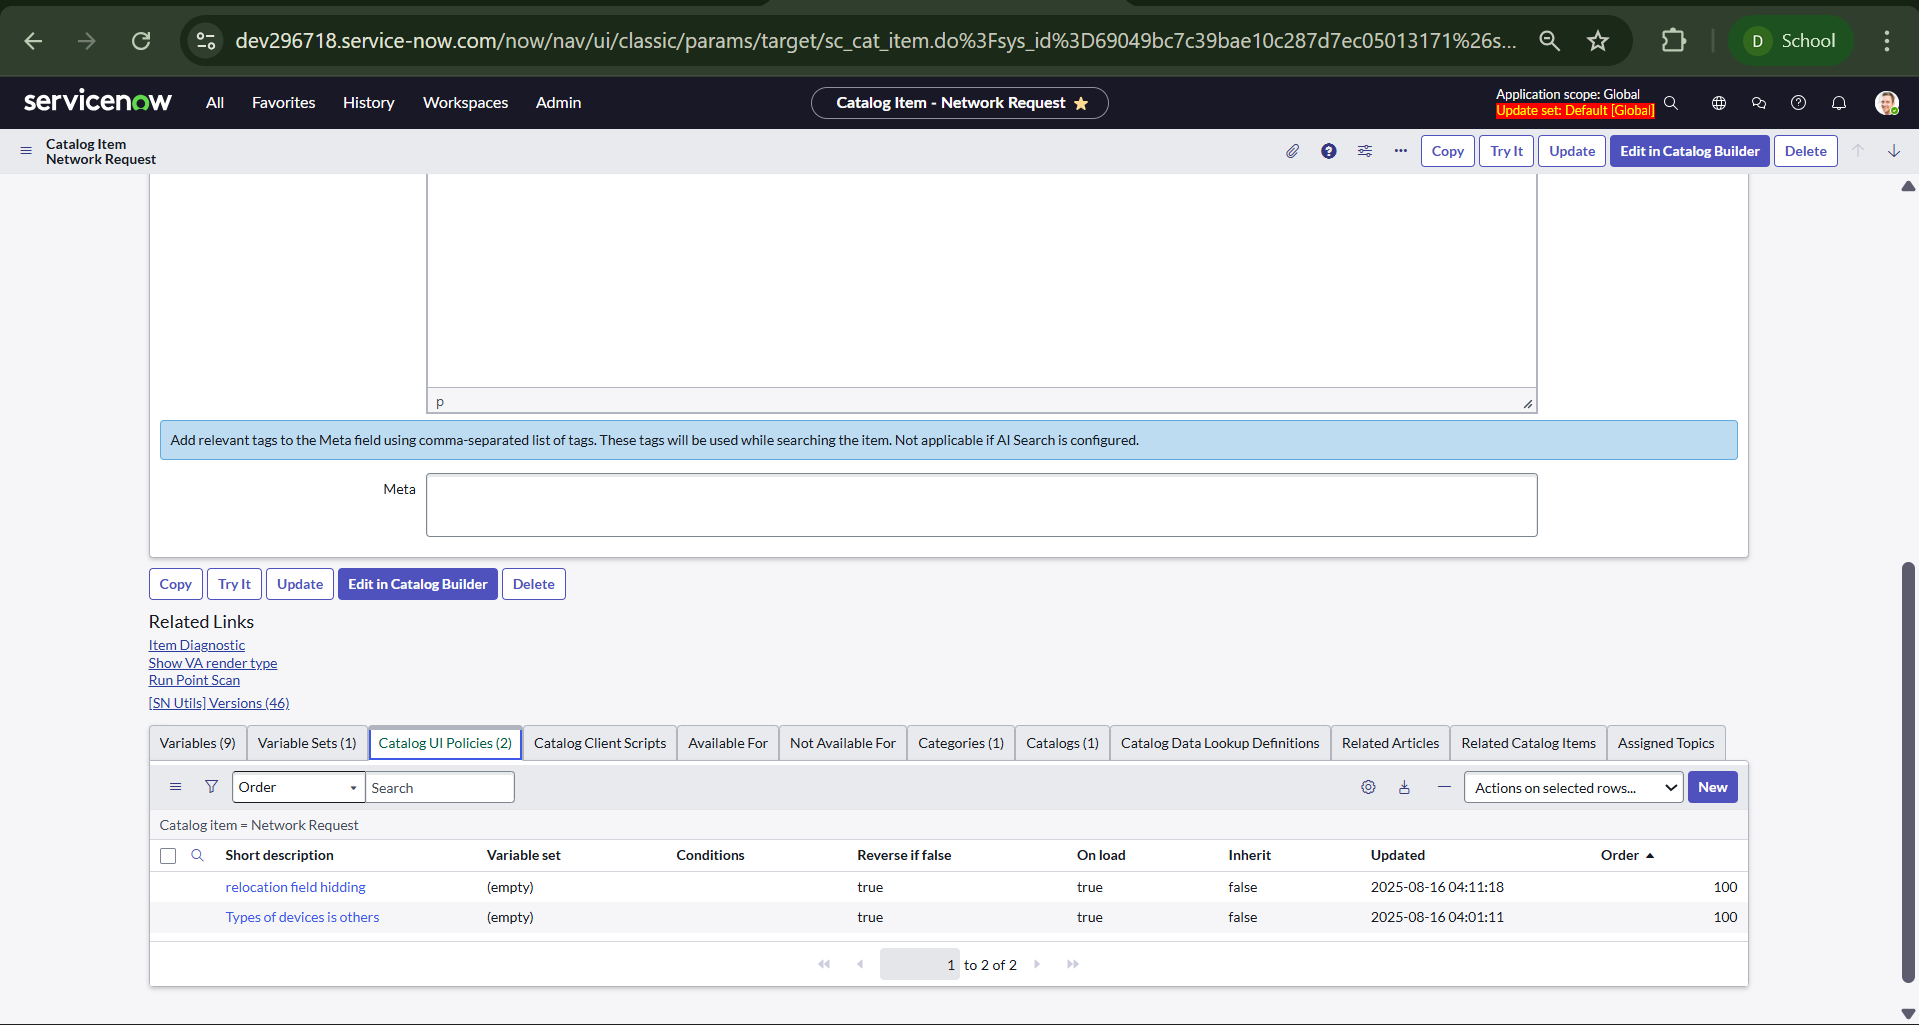 dev296718.service-now.com/now/nav/ui/classic/params/target/sc_cat_item.do%3Fsys_id%3D69049bc7c39bae10c287d7ec05013171%26s...
D School
servicenow
All Favorites History Workspaces Admin
Catalog Item - Network Request
Application scope: Global
Update set: Default [Global]
Catalog Item
Network Request
Copy Try It Update Edit in Catalog Builder Delete
p
Add relevant tags to the Meta field using comma-separated list of tags. These tags will be used while searching the item. Not applicable if AI Search is configured.
Meta
Copy Try It Update Edit in Catalog Builder Delete
Related Links
Item Diagnostic
Show VA render type
Run Point Scan
[SN Utils] Versions (46)
Variables (9) Variable Sets (1) Catalog UI Policies (2) Catalog Client Scripts Available For Not Available For Categories (1) Catalogs (1) Catalog Data Lookup Definitions Related Articles Related Catalog Items Assigned Topics
Order Search Actions on selected rows... New
Catalog item = Network Request
Short description Variable set Conditions Reverse if false On load Inherit Updated Order
relocation field hidding (empty) true true false 2025-08-16 04:11:18 100
Types of devices is others (empty) true true false 2025-08-16 04:01:11 100
1 to 2 of 2